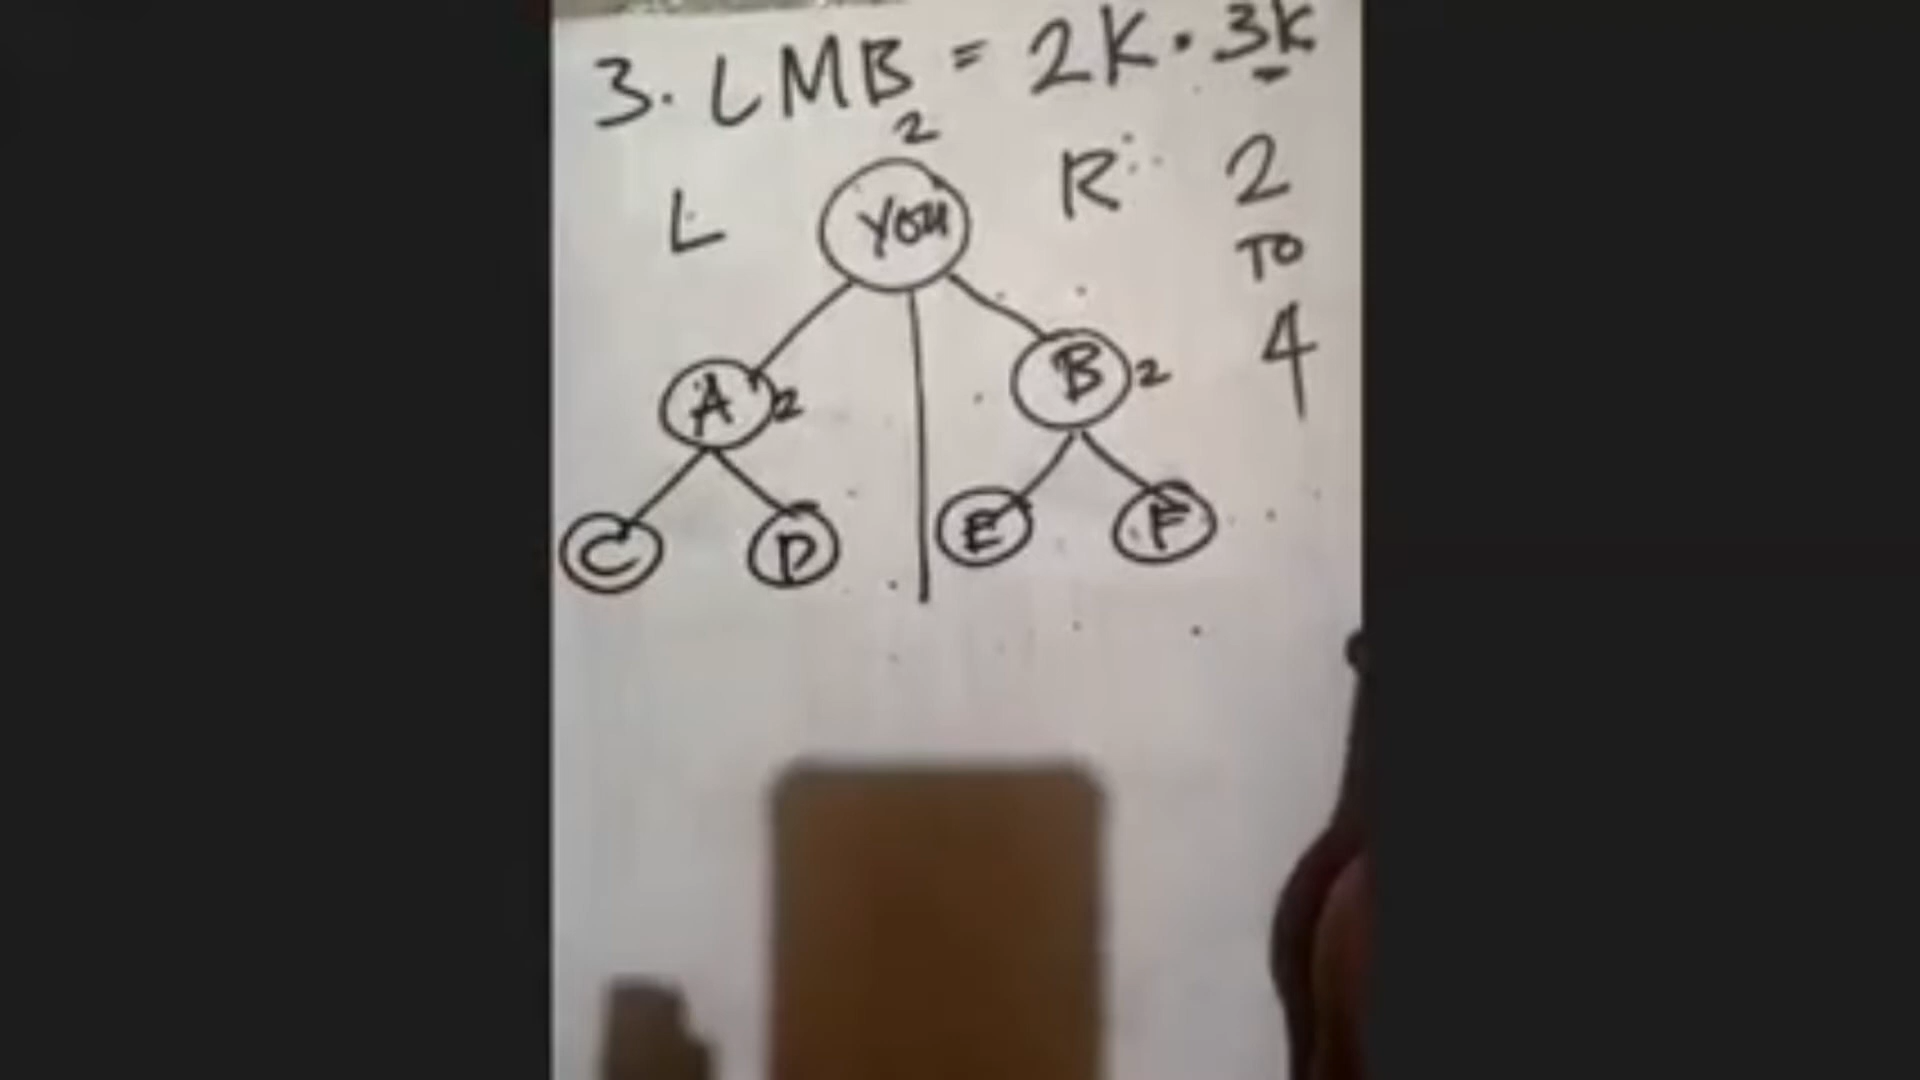 3. LMB = 2K. 3K
2
L You R 2
TO
A 2 B 2 4
C D E F